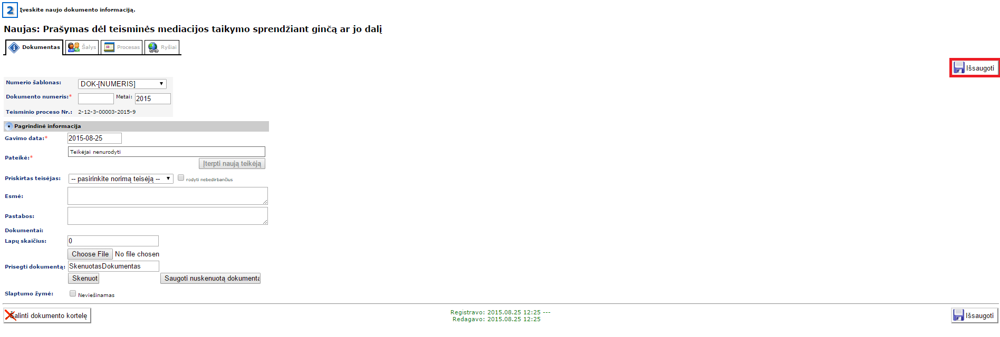 2 Įveskite naujo dokumento informaciją.
Naujas: Prašymas dėl teisminės mediacijos taikymo sprendžiant ginčą ar jo dalį
Dokumentas Šalys Procesas Ryšiai
Išsaugoti
Numerio šablonas: DOK-[NUMERIS]
Dokumento numeris:* Metai: 2015
Teisminio proceso Nr.: 2-12-3-00003-2015-9
Pagrindinė informacija
Gavimo data:* 2015-08-25
Pateikė:* Teikėjai nenurodyti
Įterpti naują teikėją
Priskirtas teisėjas: -- pasirinkite norimą teisėją -- rodyti nebedirbančius
Esmė:
Pastabos:
Dokumentai:
Lapų skaičius: 0
Choose File No file chosen
Prisegti dokumentą: SkenuotasDokumentas
Skenuot Saugoti nuskenuotą dokumentą
Slaptumo žymė: Neviešinamas
Šalinti dokumento kortelę
Registravo: 2015.08.25 12:25 ---
Redagavo: 2015.08.25 12:25
Išsaugoti